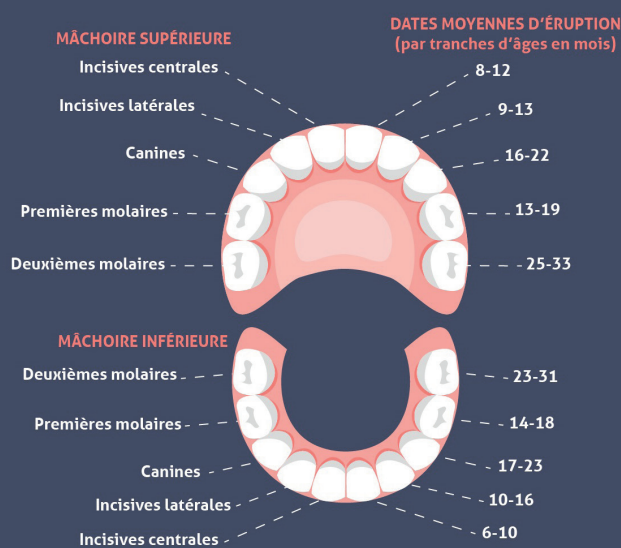 MÂCHOIRE SUPÉRIEURE
DATES MOYENNES D'ÉRUPTION
(par tranches d'âges en mois)
Incisives centrales
8-12
Incisives latérales
9-13
Canines
16-22
Premières molaires
13-19
Deuxièmes molaires
25-33
MÂCHOIRE INFÉRIEURE
Deuxièmes molaires
23-31
Premières molaires
14-18
Canines
17-23
Incisives latérales
10-16
Incisives centrales
6-10